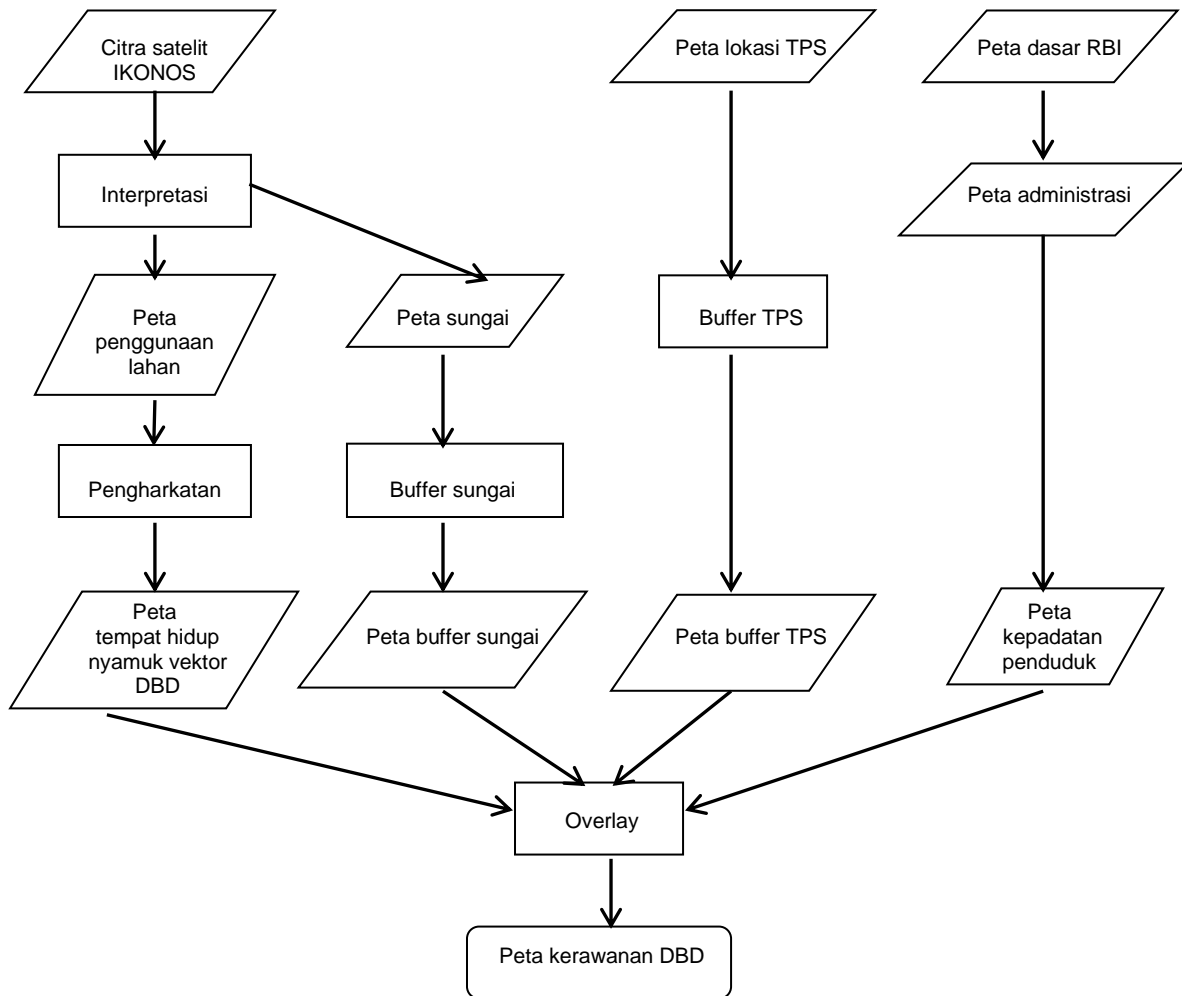 Citra satelit
IKONOS
Peta lokasi TPS
Peta dasar RBI
Interpretasi
Peta administrasi
Peta
penggunaan
lahan
Peta sungai
Buffer TPS
Pengharkatan
Buffer sungai
Peta
tempat hidup
nyamuk vektor
DBD
Peta buffer sungai
Peta buffer TPS
Peta
kepadatan
penduduk
Overlay
Peta kerawanan DBD